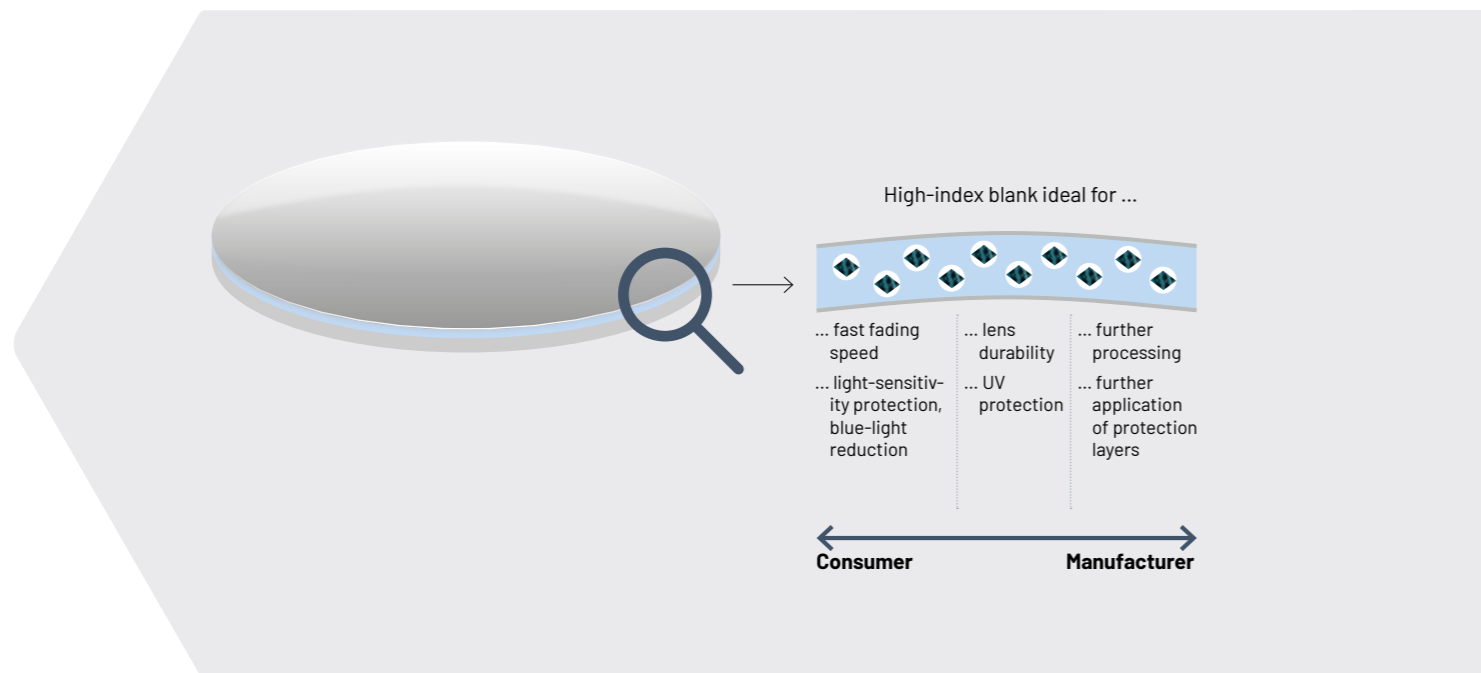 High-index blank ideal for ...
... fast fading
speed
... light-sensitiv-
ity protection,
blue-light
reduction
... lens
durability
... UV
protection
... further
processing
... further
application
of protection
layers
Consumer
Manufacturer